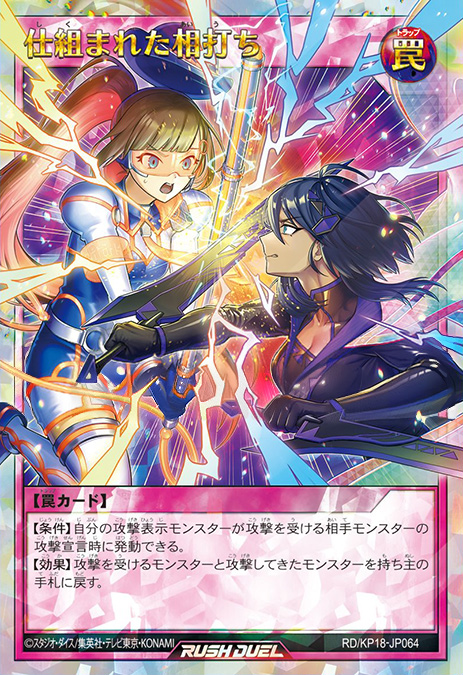 仕組まれた相打ち
トラップ
罠
【罠カード】
【条件】自分の攻撃表示モンスターが攻撃を受ける相手モンスターの
攻撃宣言時に発動できる。
【効果】攻撃を受けるモンスターと攻撃してきたモンスターを持ち主の
手札に戻す。
©スタジオ・ダイス/集英社・テレビ東京・KONAMI
RUSH DUEL
RD/KP18-JP064